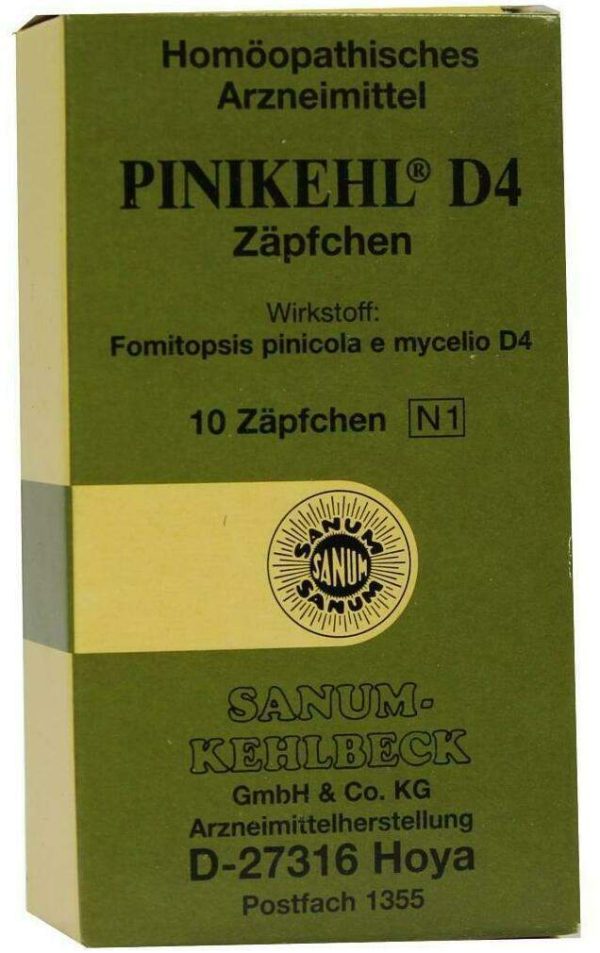 Homöopathisches
Arzneimittel
PINIKEHL® D4
Zäpfchen
Wirkstoff:
Fomitopsis pinicola e mycelio D4
10 Zäpfchen N1
SANUM
SANUM
SANUM
SANUM-
KEHLBECK
GmbH & Co. KG
Arzneimittelherstellung
D-27316 Hoya
Postfach 1355